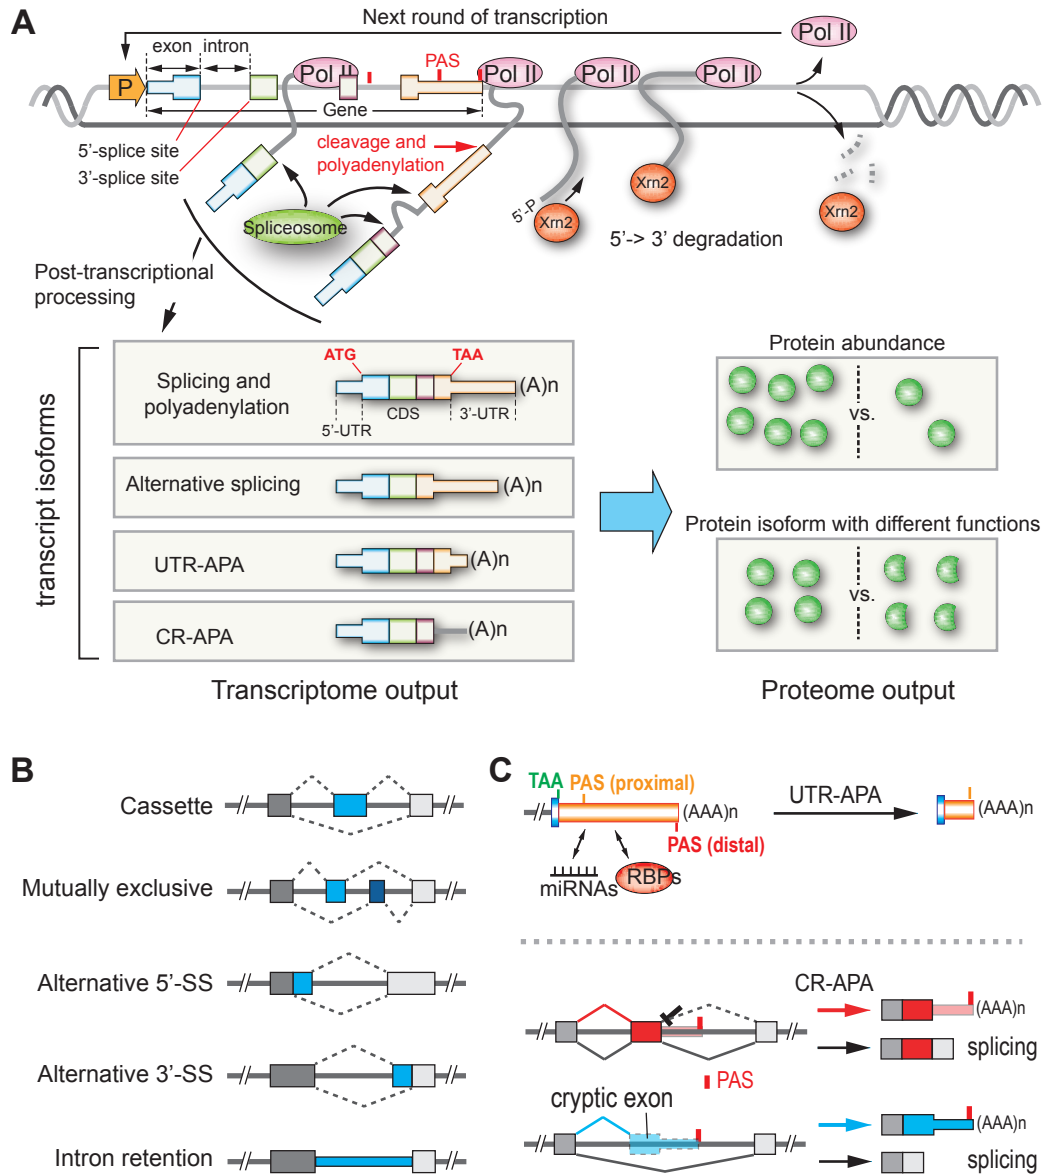 A
Next round of transcription
Pol II
exon
intron
P
Pol II
PAS
Pol II
Pol II
Pol II
Gene
5'-splice site
3'-splice site
cleavage and
polyadenylation
Spliceosome
5'-P
Xrn2
Xrn2
Xrn2
5'-> 3' degradation
Post-transcriptional
processing
transcript isoforms
Splicing and
polyadenylation
ATG
TAA
(A)n
5'-UTR
CDS
3'-UTR
Alternative splicing
(A)n
UTR-APA
(A)n
CR-APA
(A)n
Transcriptome output
Protein abundance
vs.
Protein isoform with different functions
vs.
Proteome output
B
Cassette
Mutually exclusive
Alternative 5'-SS
Alternative 3'-SS
Intron retention
C
TAA
PAS (proximal)
(AAA)n
PAS (distal)
miRNAs
RBPs
UTR-APA
(AAA)n
CR-APA
(AAA)n
splicing
PAS
cryptic exon
(AAA)n
splicing